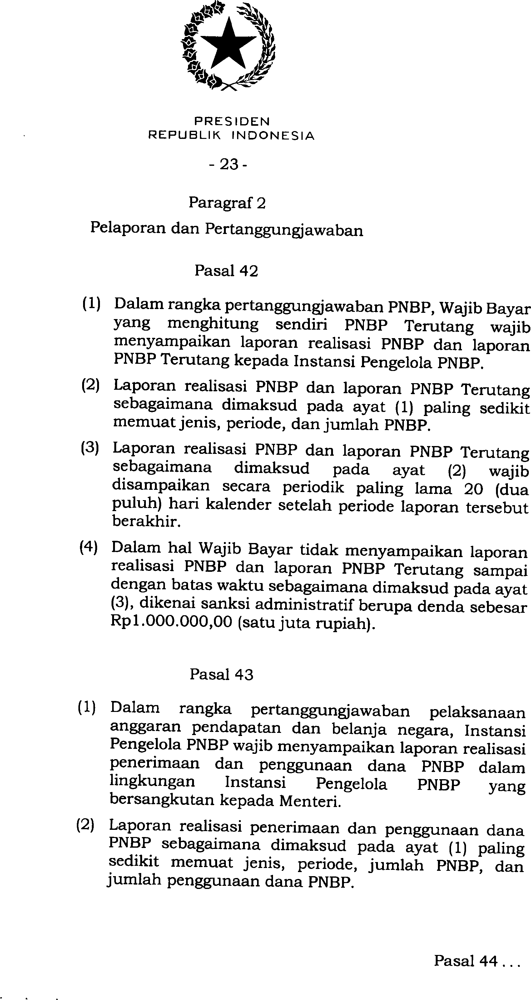 PRESIDEN
REPUBLIK INDONESIA
- 23 -
Paragraf 2
Pelaporan dan Pertanggungjawaban
Pasal 42
(1) Dalam rangka pertanggungjawaban PNBP, Wajib Bayar
yang menghitung sendiri PNBP Terutang wajib
menyampaikan laporan realisasi PNBP dan laporan
PNBP Terutang kepada Instansi Pengelola PNBP.
(2) Laporan realisasi PNBP dan laporan PNBP Terutang
sebagaimana dimaksud pada ayat (1) paling sedikit
memuat jenis, periode, dan jumlah PNBP.
(3) Laporan realisasi PNBP dan laporan PNBP Terutang
sebagaimana dimaksud pada ayat (2) wajib
disampaikan secara periodik paling lama 20 (dua
puluh) hari kalender setelah periode laporan tersebut
berakhir.
(4) Dalam hal Wajib Bayar tidak menyampaikan laporan
realisasi PNBP dan laporan PNBP Terutang sampai
dengan batas waktu sebagaimana dimaksud pada ayat
(3), dikenai sanksi administratif berupa denda sebesar
Rp1.000.000,00 (satu juta rupiah).
Pasal 43
(1) Dalam rangka pertanggungjawaban pelaksanaan
anggaran pendapatan dan belanja negara, Instansi
Pengelola PNBP wajib menyampaikan laporan realisasi
penerimaan dan penggunaan dana PNBP dalam
lingkungan Instansi Pengelola PNBP yang
bersangkutan kepada Menteri.
(2) Laporan realisasi penerimaan dan penggunaan dana
PNBP sebagaimana dimaksud pada ayat (1) paling
sedikit memuat jenis, periode, jumlah PNBP, dan
jumlah penggunaan dana PNBP.
Pasal 44 . . .